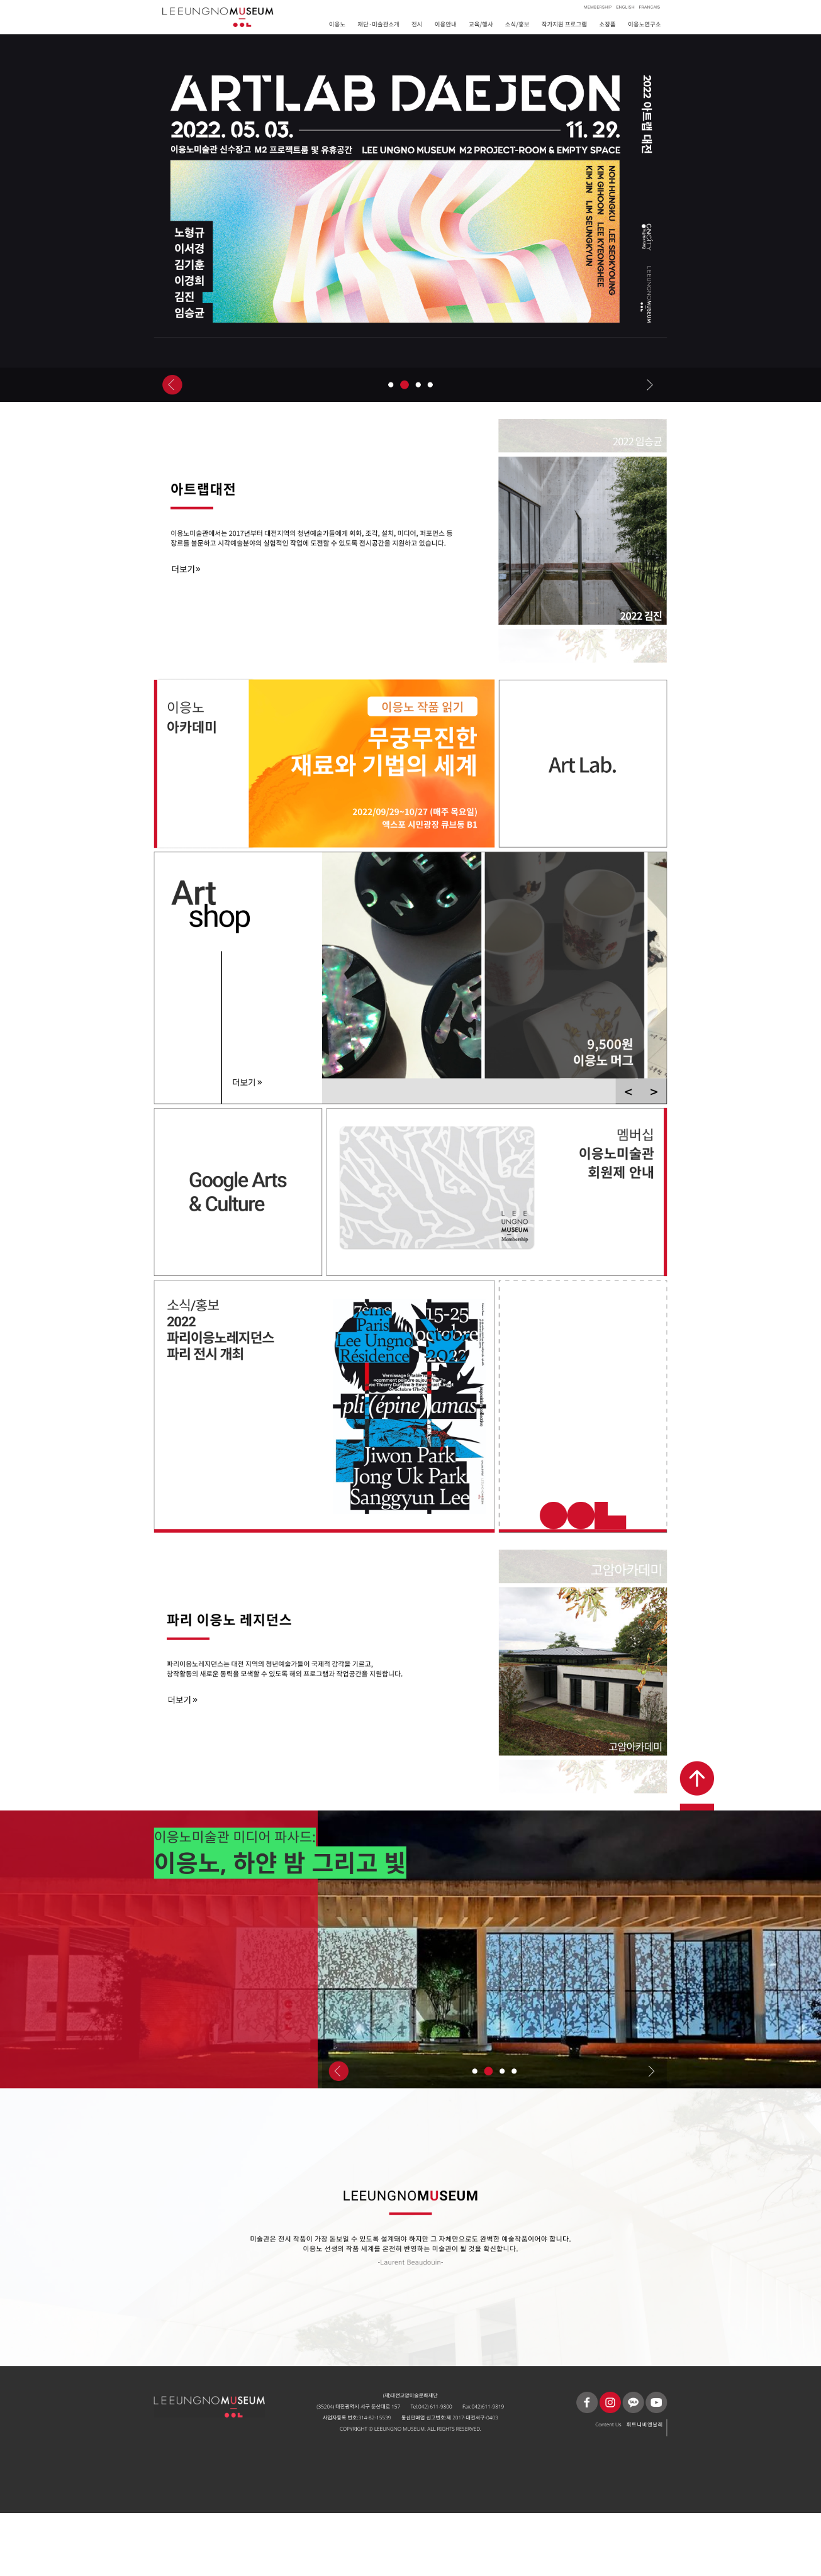 LEEUNGNOMUSEUM
MEMBERSHIP ENGLISH FRANÇAIS
이응노 재단·미술관소개 전시 이용안내 교육/행사 소식/홍보 작가지원 프로그램 소장품 이응노연구소
ARTLAB DAEJEON
2022. 05. 03. 11. 29.
이응노미술관 신수장고 M2 프로젝트룸 및 유휴공간 LEE UNGNO MUSEUM M2 PROJECT-ROOM & EMPTY SPACE
노형규
이서경
김기훈
이경희
김진
임승균
NOH HUNGKU LEE SEOKYOUNG
KIM GIHOON LEE KYEONGHEE
KIM JIN LIM SEUNGKYUN
2022 아트랩 대전
LEEUNGNOMUSEUM
2022 임승균
아트랩대전
이응노미술관에서는 2017년부터 대전지역의 청년예술가들에게 회화, 조각, 설치, 미디어, 퍼포먼스 등
장르를 불문하고 시각예술분야의 실험적인 작업에 도전할 수 있도록 전시공간을 지원하고 있습니다.
더보기»
2022 김진
이응노
아카데미
이응노 작품 읽기
무궁무진한
재료와 기법의 세계
2022/09/29~10/27 (매주 목요일)
엑스포 시민광장 큐브동 B1
Art Lab.
Art
shop
더보기»
9,500원
이응노 머그
< >
Google Arts
& Culture
LEE
UNGNO
MUSEUM
Membership
멤버십
이응노미술관
회원제 안내
소식/홍보
2022
파리이응노레지던스
파리 전시 개최
7ème
Paris
Lee Ungno
Résidence
15-25
octobre
2022
pli(épine)amas
Jiwon Park
Jong Uk Park
Sanggyun Lee
고암아카데미
파리 이응노 레지던스
파리이응노레지던스는 대전 지역의 청년예술가들이 국제적 감각을 기르고,
창작활동의 새로운 동력을 모색할 수 있도록 해외 프로그램과 작업공간을 지원합니다.
더보기»
고암아카데미
이응노미술관 미디어 파사드:
이응노, 하얀 밤 그리고 빛
LEEUNGNOMUSEUM
미술관은 전시 작품이 가장 돋보일 수 있도록 설계돼야 하지만 그 자체만으로도 완벽한 예술작품이어야 합니다.
이응노 선생의 작품 세계를 온전히 반영하는 미술관이 될 것을 확신합니다.
-Laurent Beaudouin-
LEEUNGNOMUSEUM
(재)대전고암미술문화재단
(35204) 대전광역시 서구 둔산대로 157 Tel:042) 611-9800 Fax:042)611-9819
사업자등록 번호:314-82-15539 통신판매업 신고번호:제 2017-대전서구-0403
COPYRIGHT © LEEUNGNO MUSEUM. ALL RIGHTS RESERVED.
Content Us